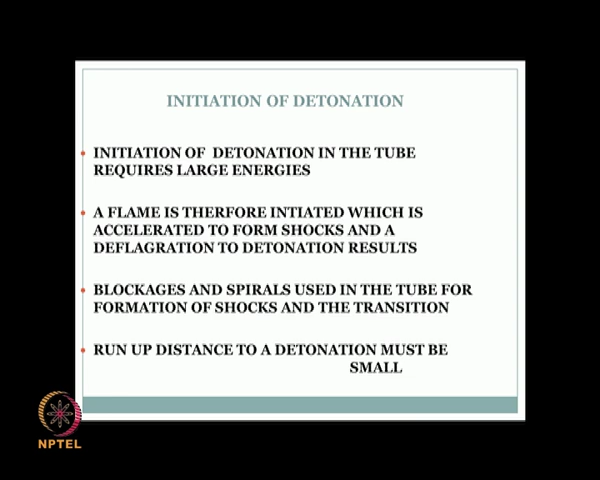 INITIATION OF DETONATION
• INITIATION OF DETONATION IN THE TUBE
REQUIRES LARGE ENERGIES
• A FLAME IS THERFORE INTIATED WHICH IS
ACCELERATED TO FORM SHOCKS AND A
DEFLAGRATION TO DETONATION RESULTS
• BLOCKAGES AND SPIRALS USED IN THE TUBE FOR
FORMATION OF SHOCKS AND THE TRANSITION
• RUN UP DISTANCE TO A DETONATION MUST BE
SMALL
NPTEL